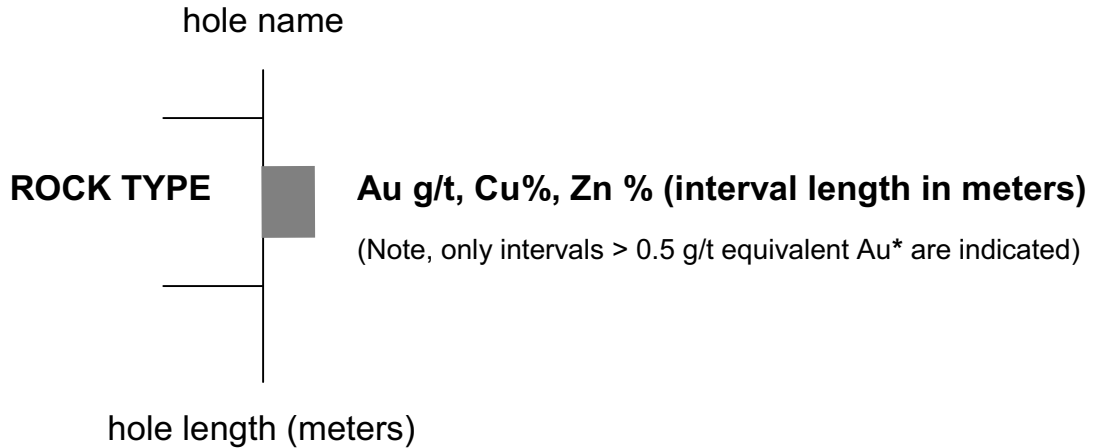 hole name
ROCK TYPE
Au g/t, Cu%, Zn % (interval length in meters)
(Note, only intervals > 0.5 g/t equivalent Au* are indicated)
hole length (meters)